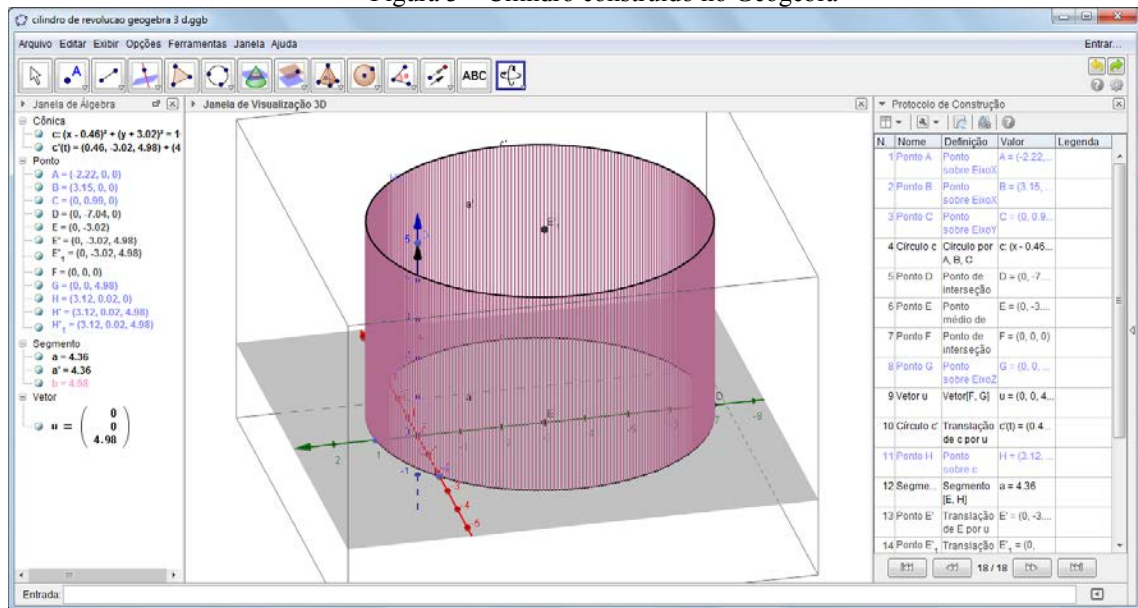 cilindro de revolucao geogebra 3 d.ggb
Arquivo Editar Exibir Opções Ferramentas Janela Ajuda
Entrar...
ABC
Janela de Álgebra
Cônica
c: (x - 0.46)² + (y + 3.02)² = 1
c'(t) = (0.46, -3.02, 4.98) + (4
Ponto
A = (-2.22, 0, 0)
B = (3.15, 0, 0)
C = (0, 0.99, 0)
D = (0, -7.04, 0)
E = (0, -3.02)
E' = (0, -3.02, 4.98)
E'₁ = (0, -3.02, 4.98)
F = (0, 0, 0)
G = (0, 0, 4.98)
H = (3.12, 0.02, 0)
H' = (3.12, 0.02, 4.98)
H'₁ = (3.12, 0.02, 4.98)
Segmento
a = 4.36
a' = 4.36
b = 4.98
Vetor
u = ( 0
0
4.98 )
Janela de Visualização 3D
c'
a'
E'₁
5
a
E
D
7
-8
2
1
-1
-3
-4
-5
Protocolo de Construção
N. Nome Definição Valor Legenda
1 Ponto A Ponto sobre EixoX A = (-2.22,...
2 Ponto B Ponto sobre EixoX B = (3.15, ...
3 Ponto C Ponto sobre EixoY C = (0, 0.9...
4 Círculo c Círculo por A, B, C c: (x - 0.46...
5 Ponto D Ponto de interseção D = (0, -7....
6 Ponto E Ponto médio de E = (0, -3....
7 Ponto F Ponto de interseção F = (0, 0, 0)
8 Ponto G Ponto sobre EixoZ G = (0, 0, ...
9 Vetor u Vetor[F, G] u = (0, 0, 4...
10 Círculo c' Translação de c por u c'(t) = (0.4...
11 Ponto H Ponto sobre c H = (3.12, ...
12 Segme... Segmento [E, H] a = 4.36
13 Ponto E' Translação de E por u E' = (0, -3....
14 Ponto E'₁ Translação E'₁ = (0,
18 / 18
Entrada: